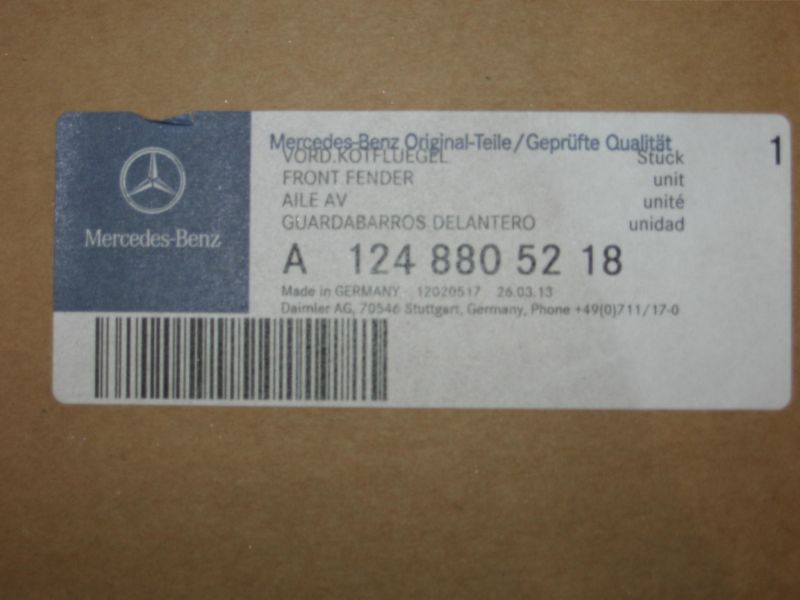 Mercedes-Benz
Mercedes-Benz Original-Teile/Geprüfte Qualität
1
VORD.KOTFLUEGEL Stück
FRONT FENDER unit
AILE AV unité
GUARDABARROS DELANTERO unidad
A 124 880 52 18
Made in GERMANY 12020517 26.03.13
Daimler AG, 70546 Stuttgart, Germany, Phone +49(0)711/17-0